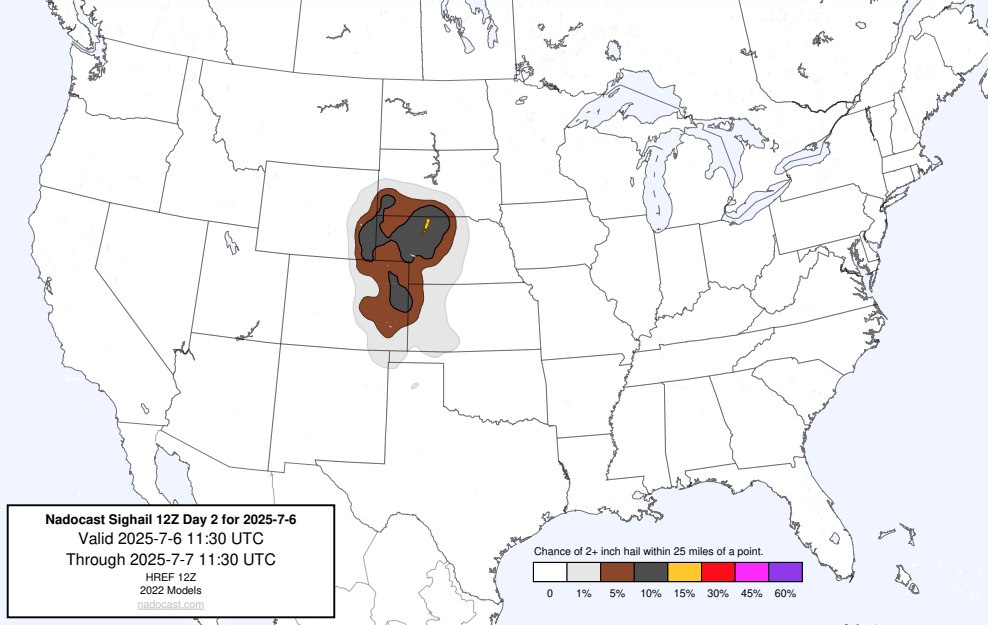 Nadocast Sighail 12Z Day 2 for 2025-7-6
Valid 2025-7-6 11:30 UTC
Through 2025-7-7 11:30 UTC
HREF 12Z
2022 Models
nadocast.com
Chance of 2+ inch hail within 25 miles of a point.
0 1% 5% 10% 15% 30% 45% 60%